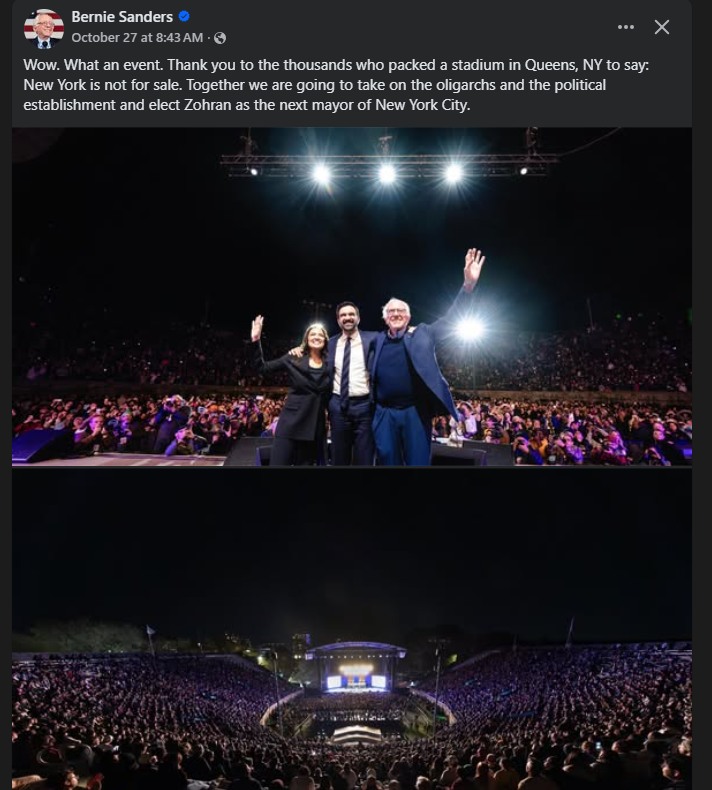 Bernie Sanders
October 27 at 8:43 AM ·
Wow. What an event. Thank you to the thousands who packed a stadium in Queens, NY to say:
New York is not for sale. Together we are going to take on the oligarchs and the political
establishment and elect Zohran as the next mayor of New York City.